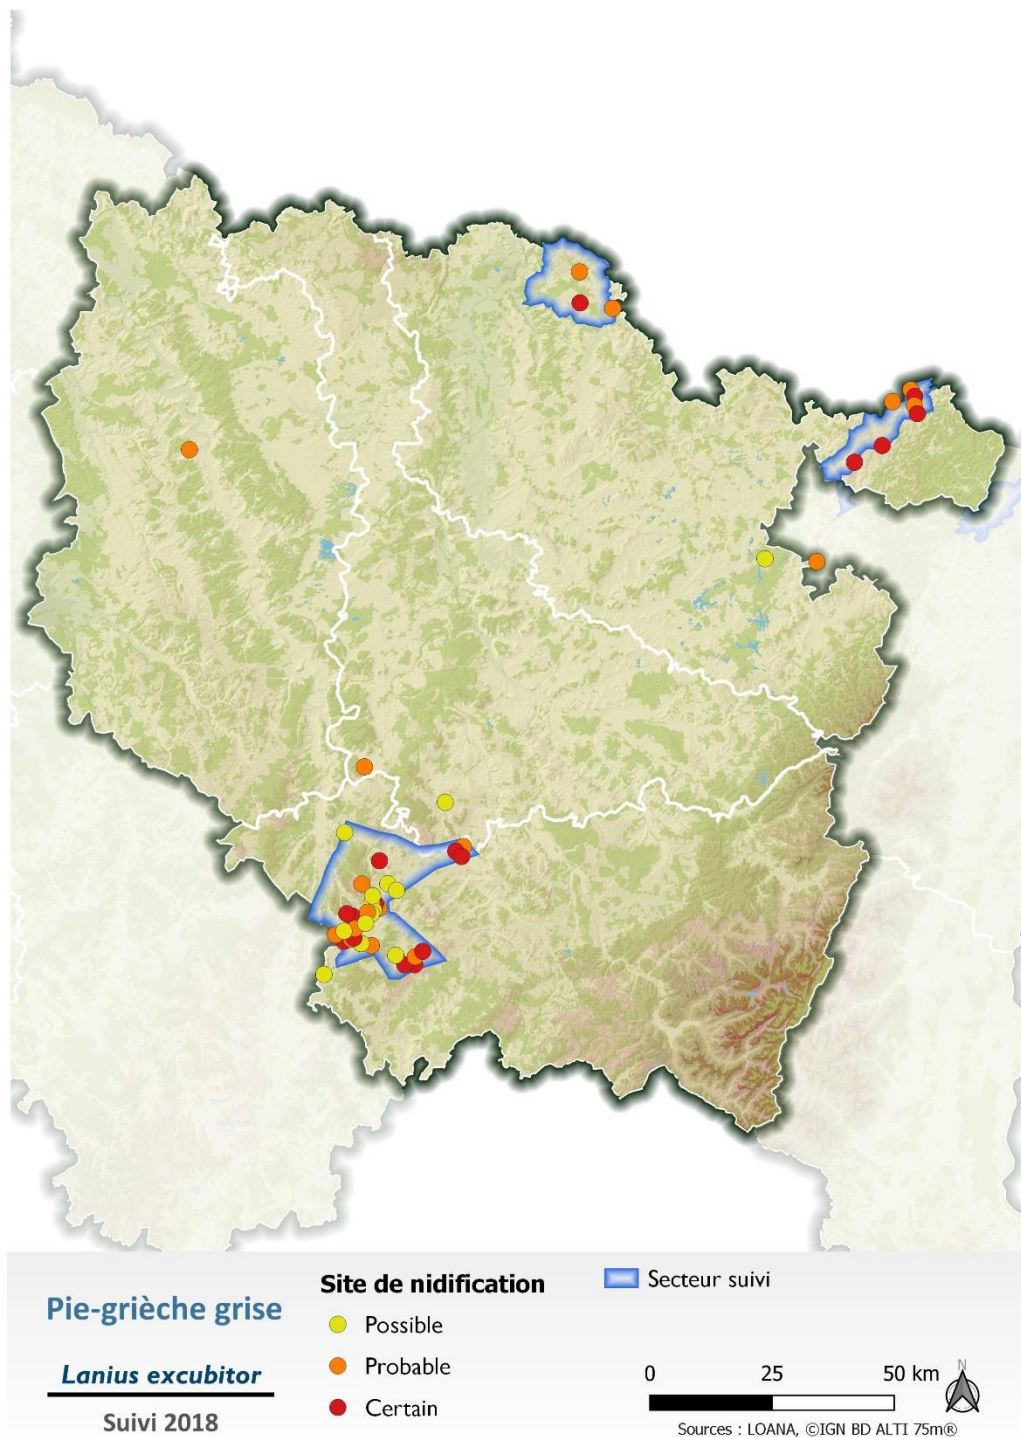 Pie-grièche grise
Lanius excubitor
Suivi 2018
Site de nidification
Possible
Probable
Certain
Secteur suivi
0 25 50 km
N
Sources : LOANA, ©IGN BD ALTI 75m®